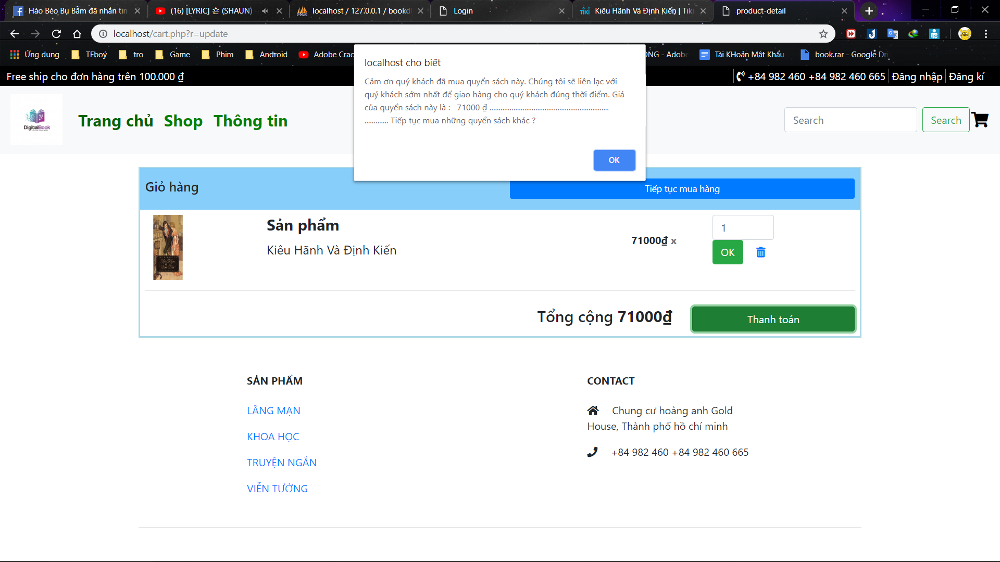 Hào Béo Bụ Bẫm đã nhắn tin
(16) [LYRIC] 숀 (SHAUN)
localhost / 127.0.0.1 / bookdb
Login
Kiêu Hãnh Và Định Kiến | Tiki
product-detail
localhost/cart.php?r=update
Ứng dụng
TFboý
trọ
Game
Phim
Android
Adobe Crac
ONG - Adobe
Tài KHoản Mật Khẩu
book.rar - Google Dri
localhost cho biết
Cảm ơn quý khách đã mua quyển sách này. Chúng tôi sẽ liên lạc với
quý khách sớm nhất để giao hàng cho quý khách đúng thời điểm. Giá
của quyển sách này là : 71000 ₫ .................................................................
............. Tiếp tục mua những quyển sách khác ?
OK
Free ship cho đơn hàng trên 100.000 ₫
+84 982 460 +84 982 460 665
Đăng nhập
Đăng kí
DigitalBook
Trang chủ
Shop
Thông tin
Search
Search
Giỏ hàng
Tiếp tục mua hàng
Sản phẩm
Kiêu Hãnh Và Định Kiến
71000₫ x
1
OK
Tổng cộng 71000₫
Thanh toán
SẢN PHẨM
LÃNG MẠN
KHOA HỌC
TRUYỆN NGẮN
VIỄN TƯỞNG
CONTACT
Chung cư hoàng anh Gold
House, Thành phố hồ chí minh
+84 982 460 +84 982 460 665